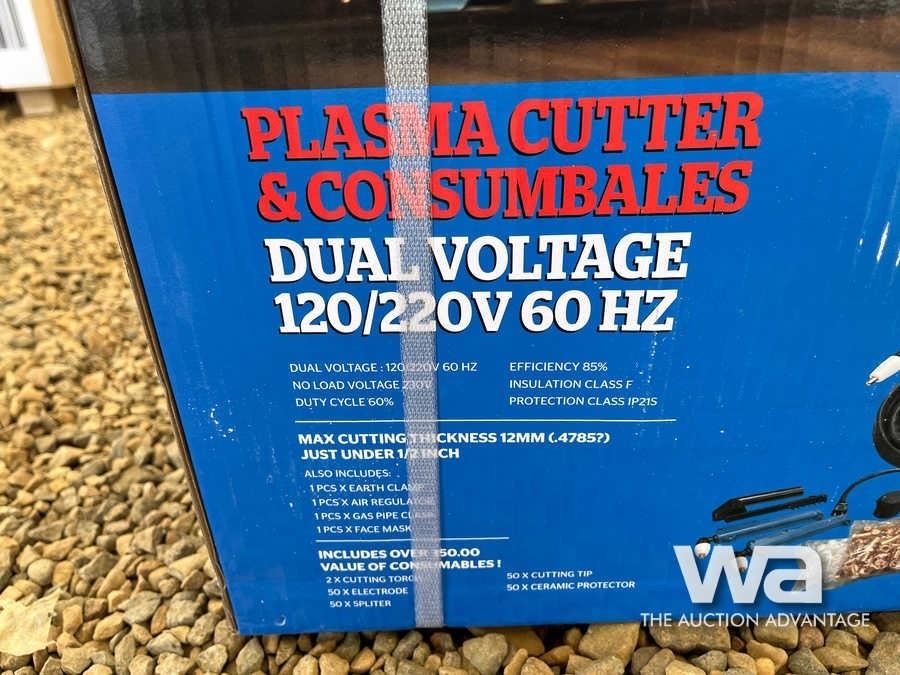 PLASMA CUTTER
& CONSUMBALES
DUAL VOLTAGE
120/220V 60 HZ
DUAL VOLTAGE : 120/220V 60 HZ
NO LOAD VOLTAGE 230V
DUTY CYCLE 60%
EFFICIENCY 85%
INSULATION CLASS F
PROTECTION CLASS IP21S
MAX CUTTING THICKNESS 12MM (.4785?)
JUST UNDER 1/2 INCH
ALSO INCLUDES:
1 PCS X EARTH CLAMP
1 PCS X AIR REGULATOR
1 PCS X GAS PIPE
1 PCS X FACE MASK
INCLUDES OVER 50.00
VALUE OF CONSUMABLES !
2 X CUTTING TORCH
50 X ELECTRODE
50 X SPLITER
50 X CUTTING TIP
50 X CERAMIC PROTECTOR
wa
THE AUCTION ADVANTAGE